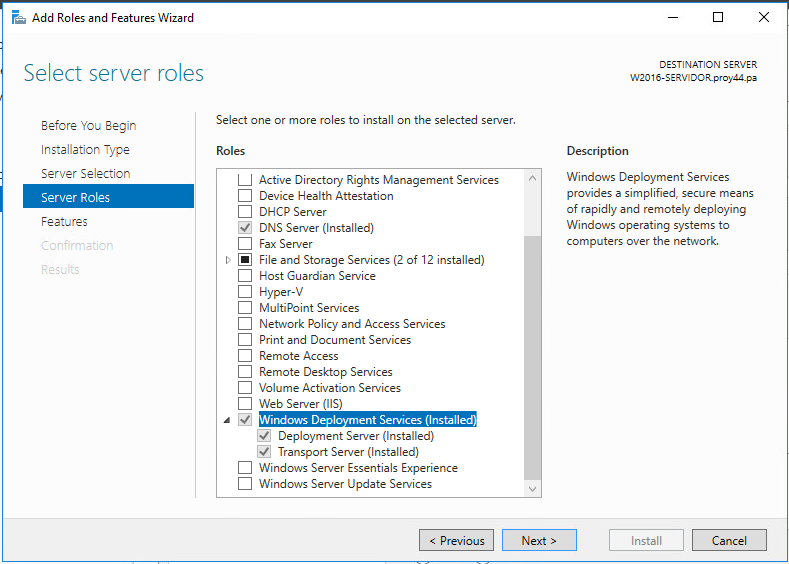 Add Roles and Features Wizard
Select server roles
DESTINATION SERVER
W2016-SERVIDOR.proy44.pa
Before You Begin
Installation Type
Server Selection
Server Roles
Features
Confirmation
Results
Select one or more roles to install on the selected server.
Roles
Active Directory Rights Management Services
Device Health Attestation
DHCP Server
DNS Server (Installed)
Fax Server
File and Storage Services (2 of 12 installed)
Host Guardian Service
Hyper-V
MultiPoint Services
Network Policy and Access Services
Print and Document Services
Remote Access
Remote Desktop Services
Volume Activation Services
Web Server (IIS)
Windows Deployment Services (Installed)
Deployment Server (Installed)
Transport Server (Installed)
Windows Server Essentials Experience
Windows Server Update Services
Description
Windows Deployment Services
provides a simplified, secure means
of rapidly and remotely deploying
Windows operating systems to
computers over the network.
< Previous
Next >
Install
Cancel